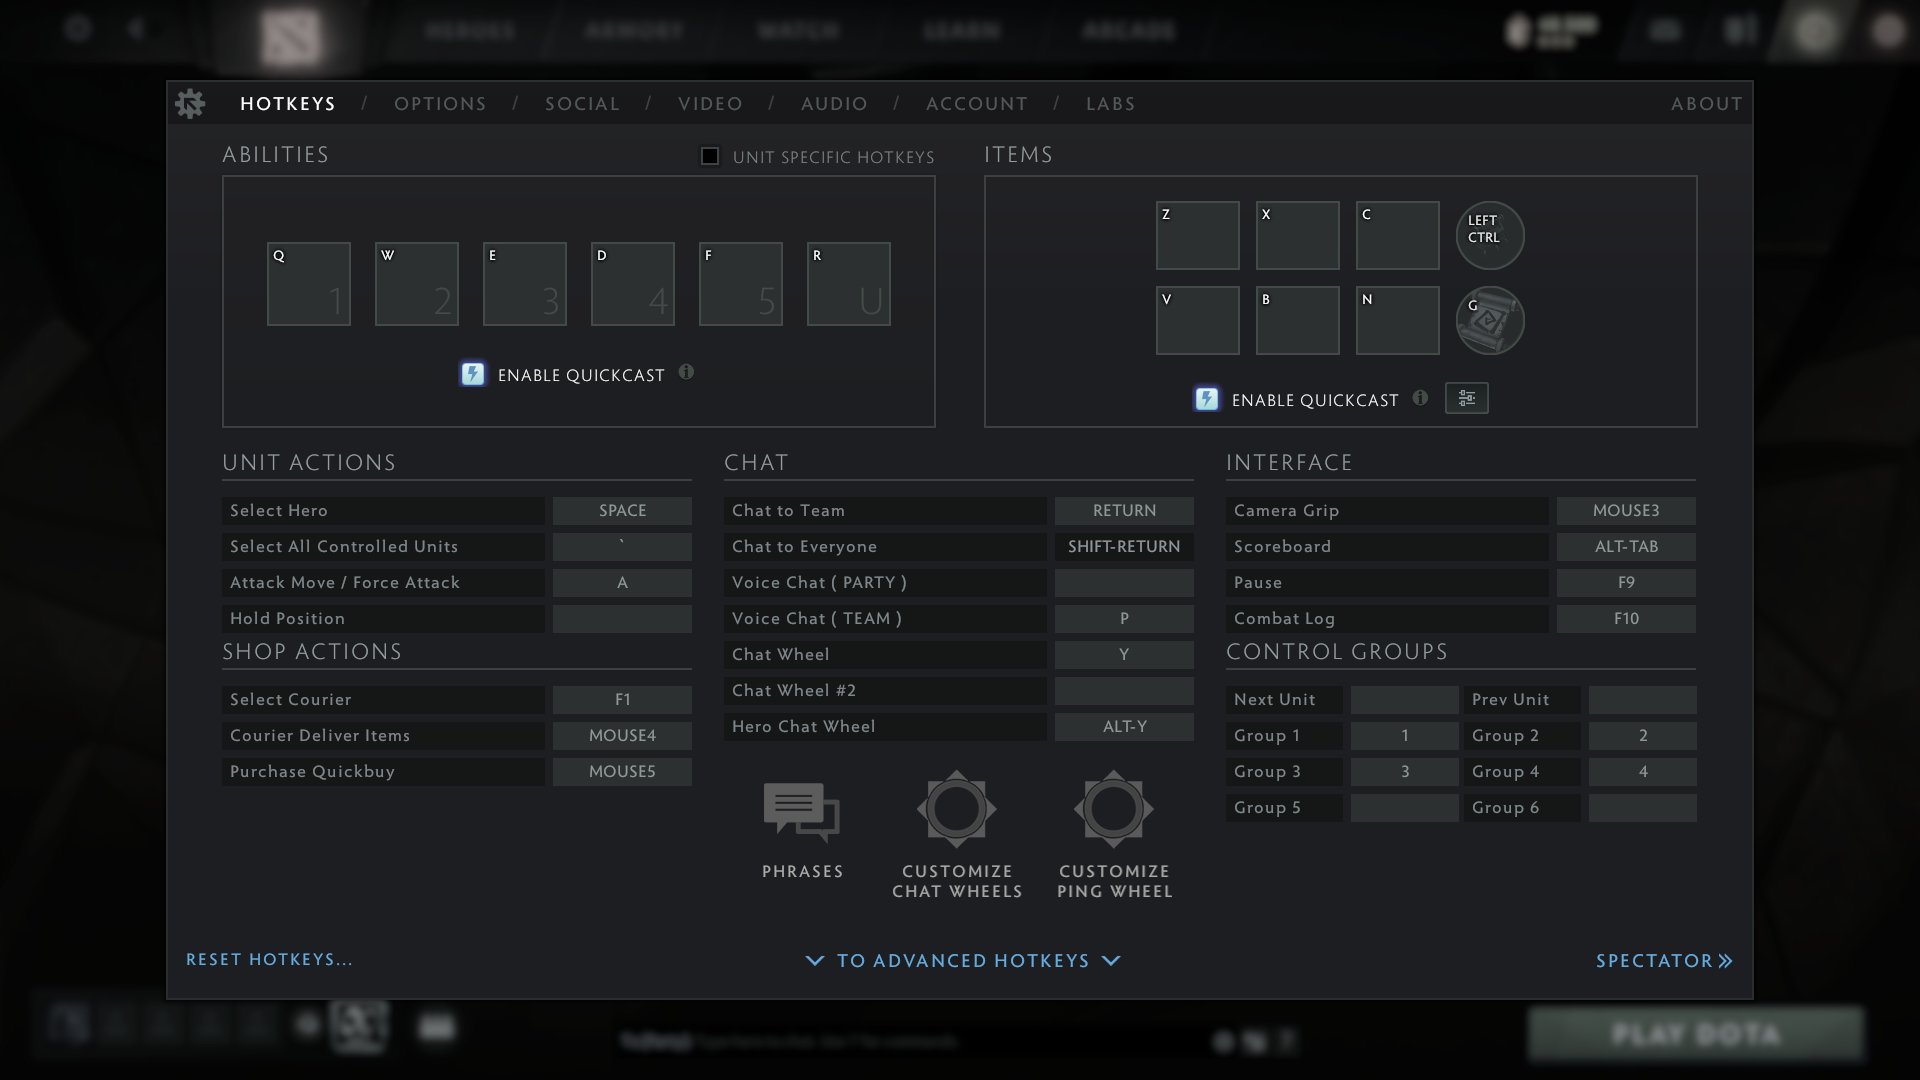 HEROES ARMORY WATCH LEARN ARCADE
HOTKEYS / OPTIONS / SOCIAL / VIDEO / AUDIO / ACCOUNT / LABS ABOUT
ABILITIES UNIT SPECIFIC HOTKEYS
Q 1 W 2 E 3 D 4 F 5 R U
ENABLE QUICKCAST
ITEMS
Z X C LEFT CTRL
V B N G
ENABLE QUICKCAST
UNIT ACTIONS
Select Hero SPACE
Select All Controlled Units `
Attack Move / Force Attack A
Hold Position
SHOP ACTIONS
Select Courier F1
Courier Deliver Items MOUSE4
Purchase Quickbuy MOUSE5
CHAT
Chat to Team RETURN
Chat to Everyone SHIFT-RETURN
Voice Chat ( PARTY )
Voice Chat ( TEAM ) P
Chat Wheel Y
Chat Wheel #2
Hero Chat Wheel ALT-Y
PHRASES
CUSTOMIZE
CHAT WHEELS
CUSTOMIZE
PING WHEEL
INTERFACE
Camera Grip MOUSE3
Scoreboard ALT-TAB
Pause F9
Combat Log F10
CONTROL GROUPS
Next Unit Prev Unit
Group 1 1 Group 2 2
Group 3 3 Group 4 4
Group 5 Group 6
RESET HOTKEYS... TO ADVANCED HOTKEYS SPECTATOR
PLAY DOTA